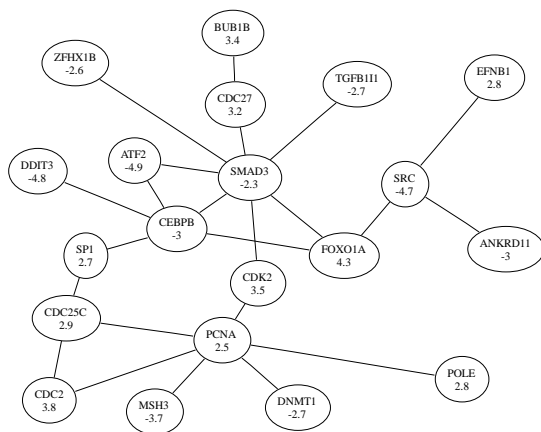 BUB1B
3.4
ZFHX1B
-2.6
TGFB1I1
-2.7
EFNB1
2.8
CDC27
3.2
ATF2
-4.9
DDIT3
-4.8
SMAD3
-2.3
SRC
-4.7
CEBPB
-3
SP1
2.7
FOXO1A
4.3
ANKRD11
-3
CDK2
3.5
CDC25C
2.9
PCNA
2.5
POLE
2.8
CDC2
3.8
MSH3
-3.7
DNMT1
-2.7